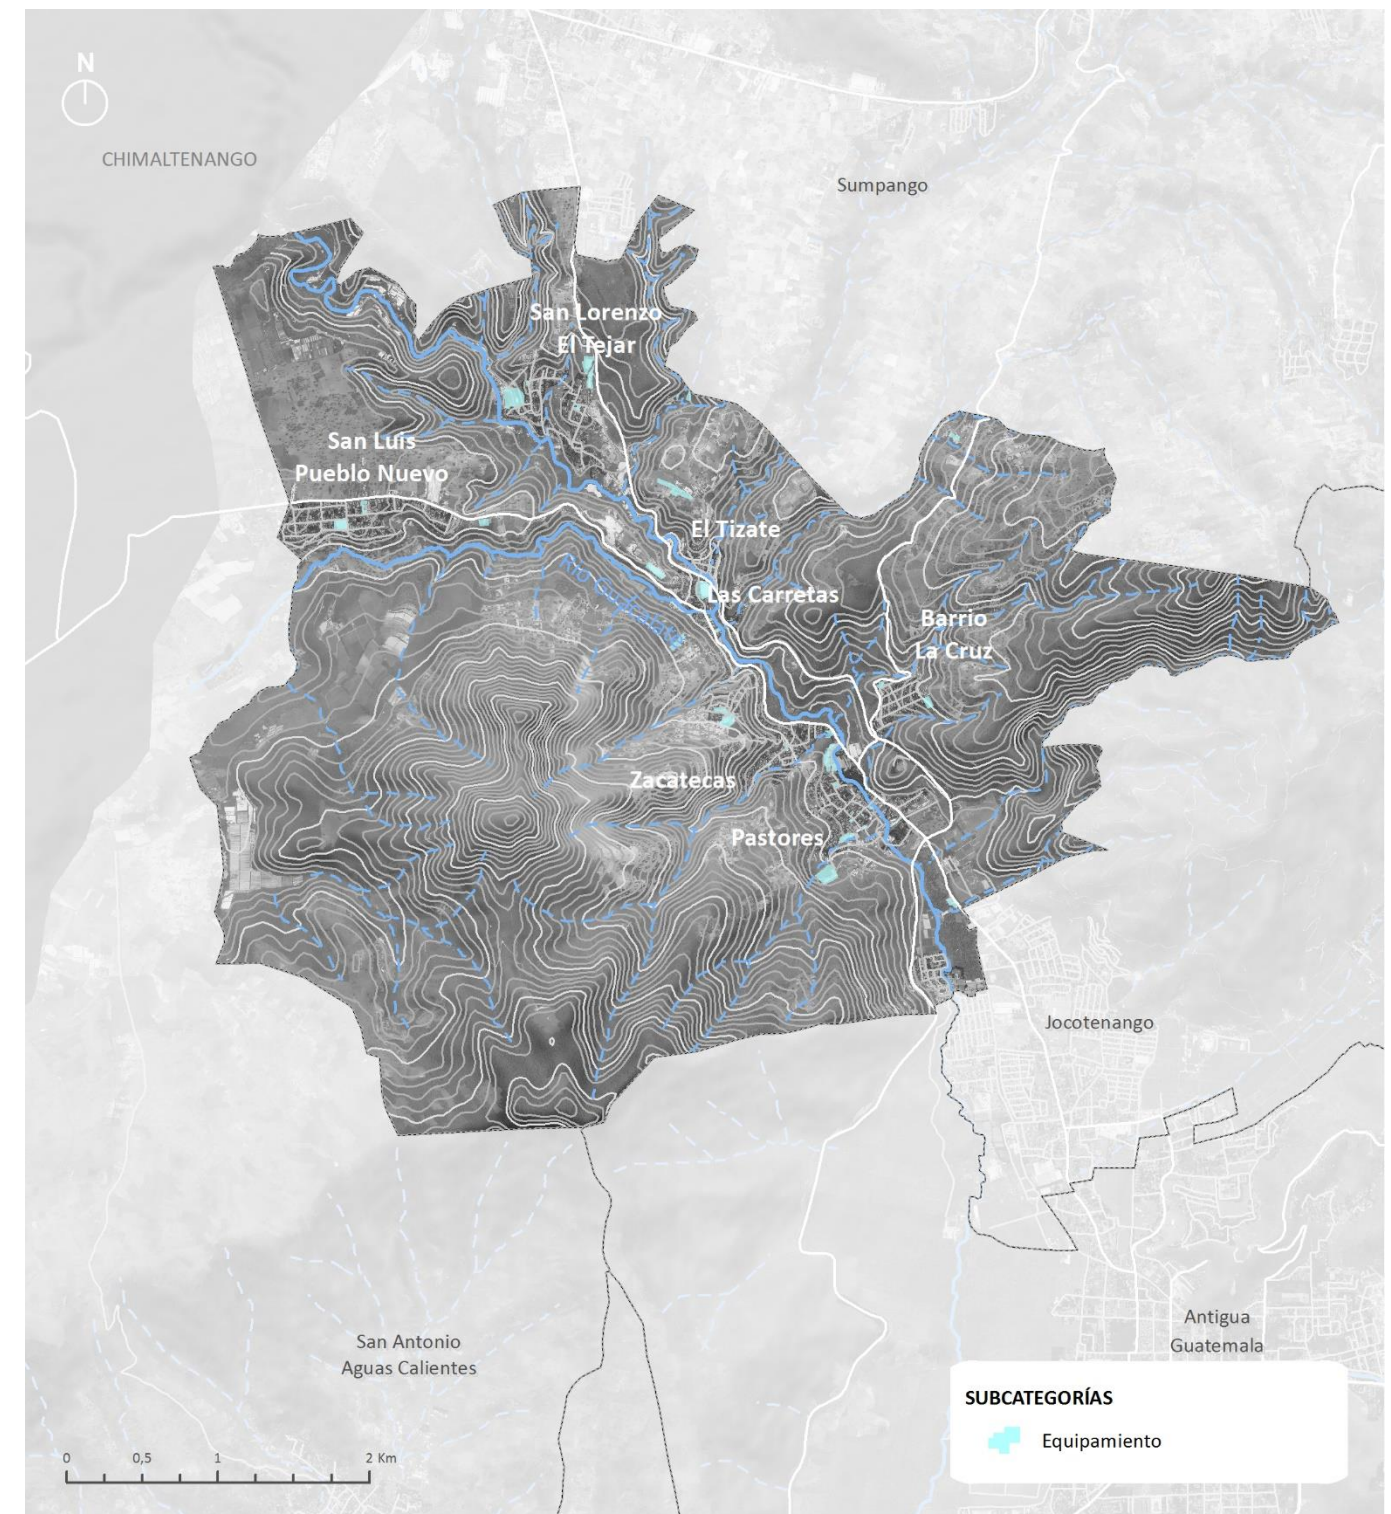 N
CHIMALTENANGO
Sumpango
San Lorenzo
El Tejar
San Luis
Pueblo Nuevo
El Tizate
Las Carretas
Barrio
La Cruz
Zacatecas
Pastores
Jocotenango
Antigua
Guatemala
San Antonio
Aguas Calientes
SUBCATEGORÍAS
Equipamiento
0 0,5 1 2 Km